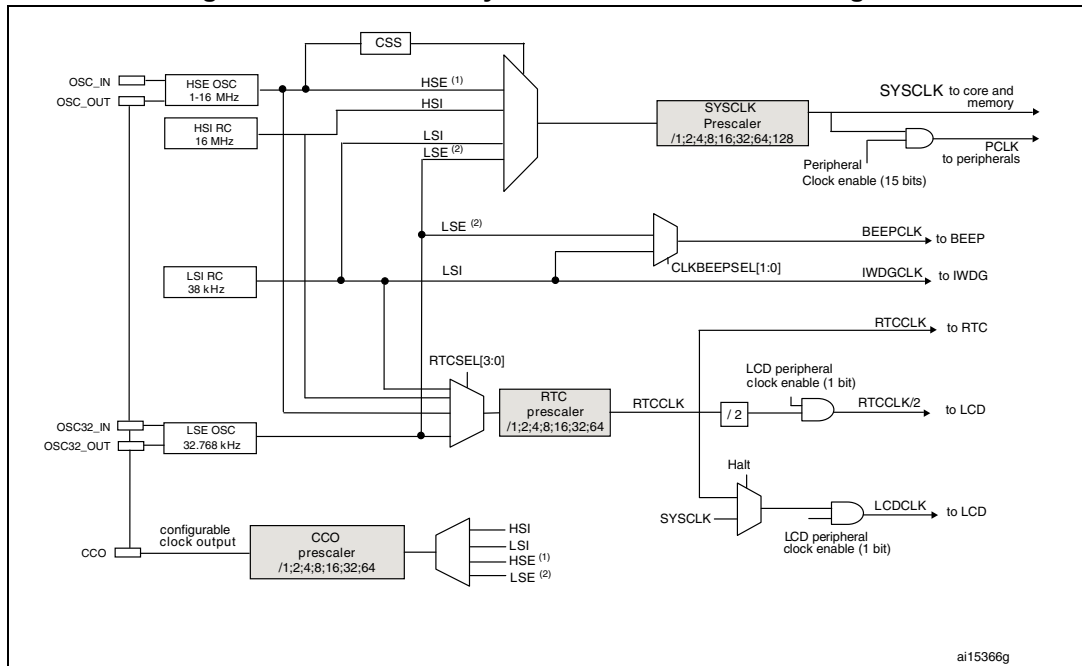 CSS
OSC_IN
OSC_OUT
HSE OSC
1-16 MHz
HSE (1)
HSI RC
16 MHz
HSI
LSI
LSE (2)
SYSCLK
Prescaler
/1;2;4;8;16;32;64;128
SYSCLK to core and
memory
PCLK
to peripherals
Peripheral
Clock enable (15 bits)
LSE (2)
BEEPCLK
to BEEP
CLKBEEPSEL[1:0]
LSI RC
38 kHz
LSI
IWDGCLK
to IWDG
RTCCLK
to RTC
RTCSEL[3:0]
RTC
prescaler
/1;2;4;8;16;32;64
RTCCLK
/ 2
LCD peripheral
clock enable (1 bit)
RTCCLK/2
to LCD
OSC32_IN
OSC32_OUT
LSE OSC
32.768 kHz
Halt
SYSCLK
LCDCLK
to LCD
LCD peripheral
clock enable (1 bit)
CCO
configurable
clock output
CCO
prescaler
/1;2;4;8;16;32;64
HSI
LSI
HSE (1)
LSE (2)
ai15366g